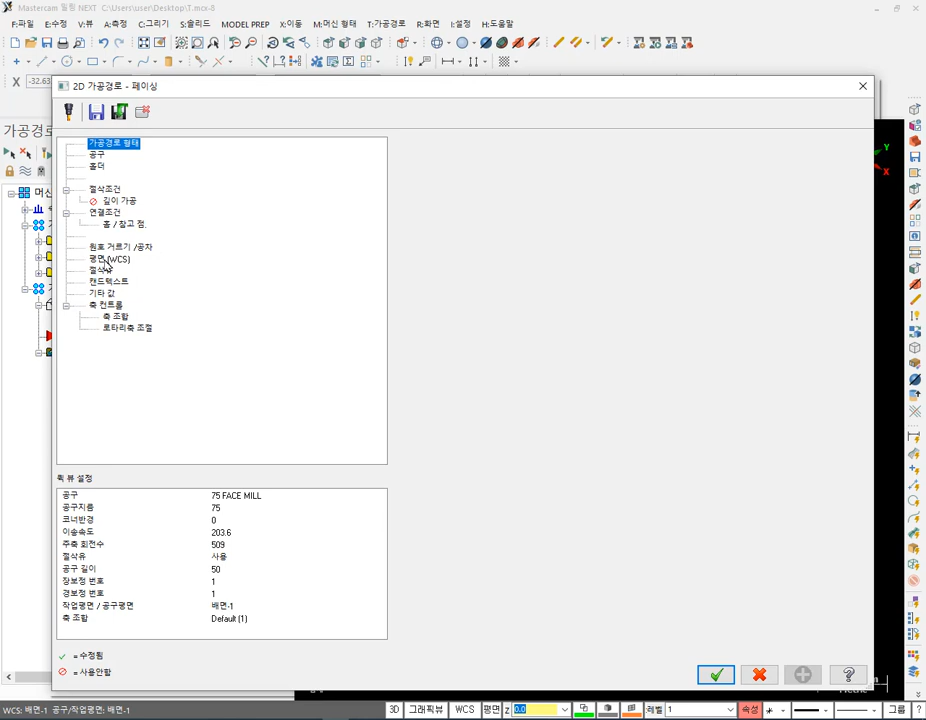 Mastercam 밀링 NEXT  C:\Users\user\Desktop\T.mcx-8
F:파일 E:수정 V:뷰 A:측정 C:그리기 S:솔리드 MODEL PREP X:이동 M:머신 형태 T:가공경로 R:화면 I:설정 H:도움말
X -32.63
2D 가공경로 - 페이싱
가공경로
가공경로 형태
공구
홀더
절삭조건
깊이 가공
연결조건
홈 / 참고 점.
원호 거르기 /공차
평면 (WCS)
절삭유
캔드텍스트
기타 값
축 컨트롤
축 조합
로타리축 조절
머신
Y
X
퀵 뷰 설정
공구 75 FACE MILL
공구지름 75
코너반경 0
이송속도 203.6
주축 회전수 509
절삭유 사용
공구 길이 50
장보정 번호 1
경보정 번호 1
작업평면 / 공구평면 배면-1
축 조합 Default (1)
= 수정됨
= 사용안함
WCS: 배면-1 공구/작업평면: 배면-1 3D 그래픽뷰 WCS 평면 Z 0.0 레벨 1 속성 그룹 ?